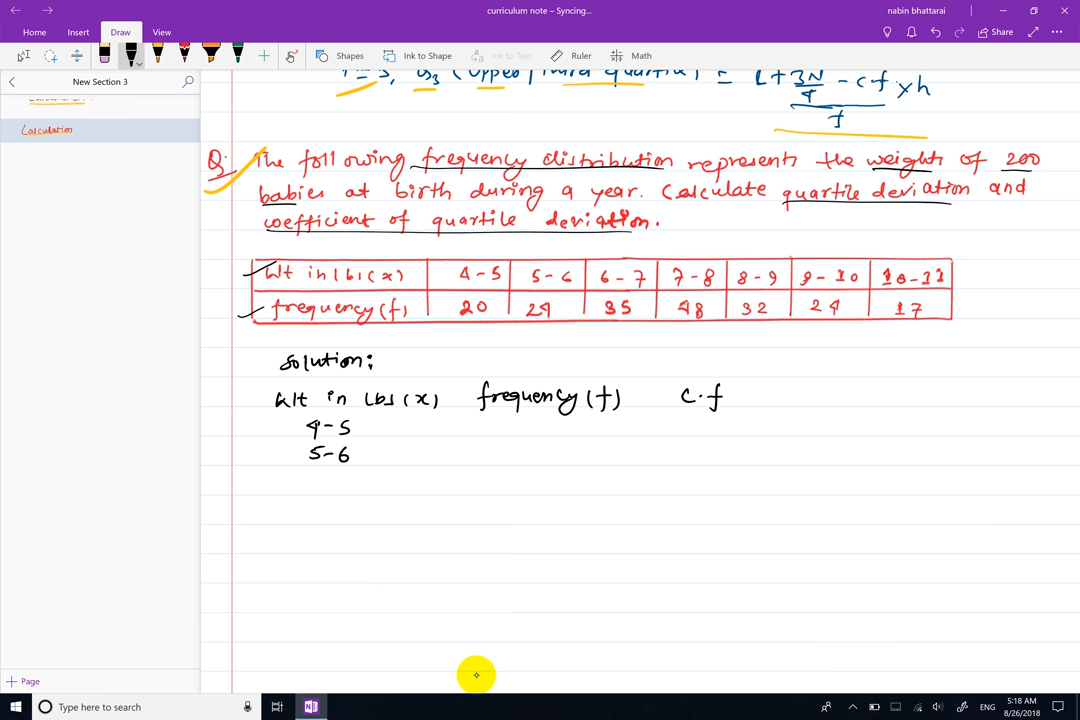 curriculum note – Syncing...
nabin bhattarai
Home Insert Draw View
Share
Shapes Ink to Shape Ink to Text Ruler Math
New Section 3
Calculation
(Upper / third quartile) = L + 3N/4 - cf / f × h
Q: The following frequency distribution represents the weights of 200
babies at birth during a year. Calculate quartile deviation and
coefficient of quartile deviation.
Wt in lbs (x) 4-5 5-6 6-7 7-8 8-9 9-10 10-11
frequency (f) 20 24 35 48 32 24 17
Solution:
Wt in lbs (x) frequency (f) c.f
4-5
5-6
+ Page
Type here to search
ENG
5:18 AM
8/26/2018